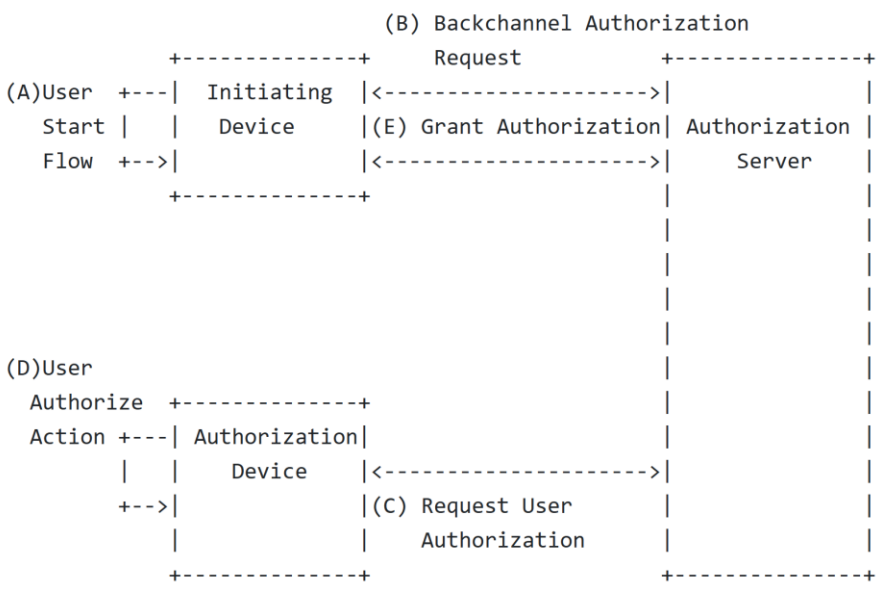 (B) Backchannel Authorization
+--------------+     Request           +---------------+
(A)User  +---|  Initiating  |<--------------------->|               |
Start |   |   Device     |(E) Grant Authorization| Authorization |
Flow  +-->|              |<--------------------->|     Server    |
+--------------+                       |               |
|               |
|               |
|               |
|               |
(D)User                                              |               |
Authorize  +--------------+                       |               |
Action +---| Authorization|                       |               |
|   |    Device    |<--------------------->|               |
+-->|              |(C) Request User       |               |
|              |    Authorization      |               |
+--------------+                       +---------------+